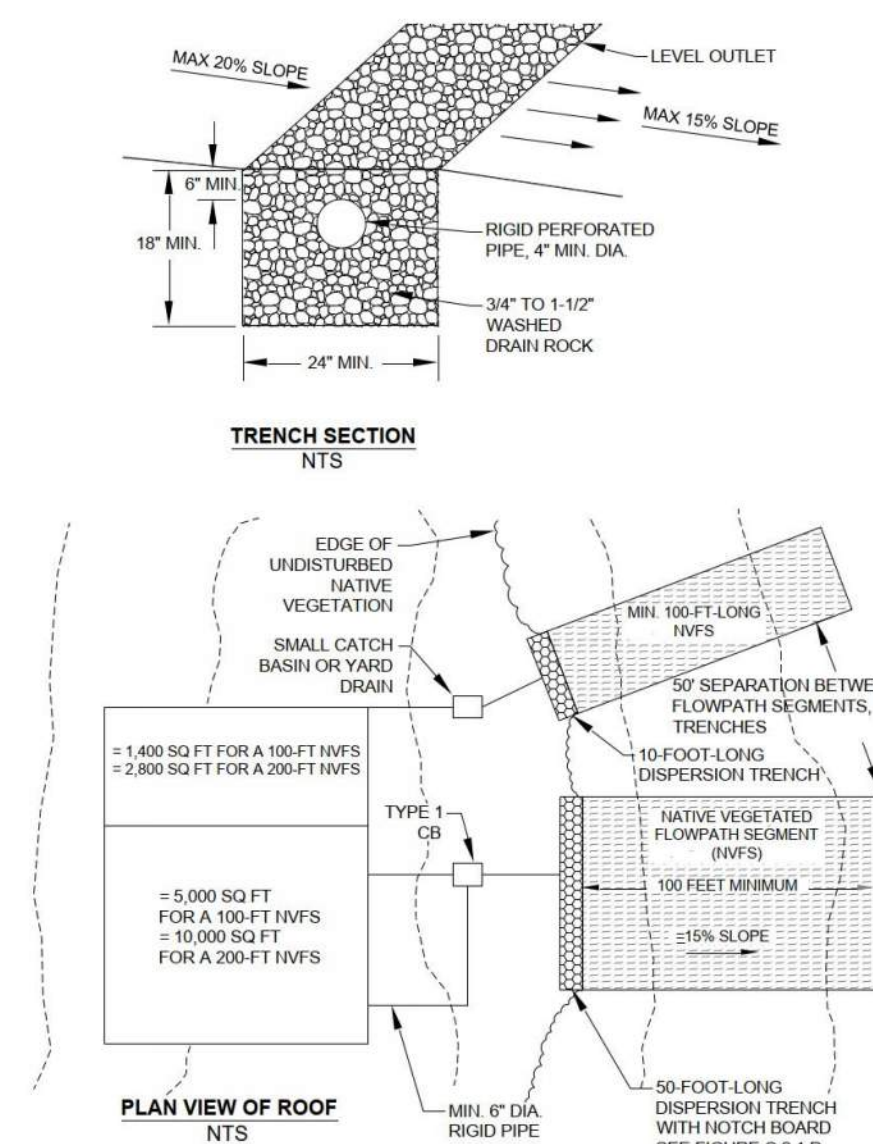 MAX 20% SLOPE
LEVEL OUTLET
MAX 15% SLOPE
6" MIN.
18" MIN.
RIGID PERFORATED
PIPE, 4" MIN. DIA.
3/4" TO 1-1/2"
WASHED
DRAIN ROCK
24" MIN.
TRENCH SECTION
NTS
EDGE OF
UNDISTURBED
NATIVE
VEGETATION
SMALL CATCH
BASIN OR YARD
DRAIN
MIN. 100-FT-LONG
NVFS
50' SEPARATION
FLOWPATH SEGMENTS,
TRENCHES
10-FOOT-LONG
DISPERSION TRENCH
= 1,400 SQ FT FOR A 100-FT NVFS
= 2,800 SQ FT FOR A 200-FT NVFS
TYPE 1
CB
NATIVE VEGETATED
FLOWPATH SEGMENT
(NVFS)
100 FEET MINIMUM
=15% SLOPE
= 5,000 SQ FT
FOR A 100-FT NVFS
= 10,000 SQ FT
FOR A 200-FT NVFS
PLAN VIEW OF ROOF
NTS
MIN. 6" DIA.
RIGID PIPE
50-FOOT-LONG
DISPERSION TRENCH
WITH NOTCH BOARD